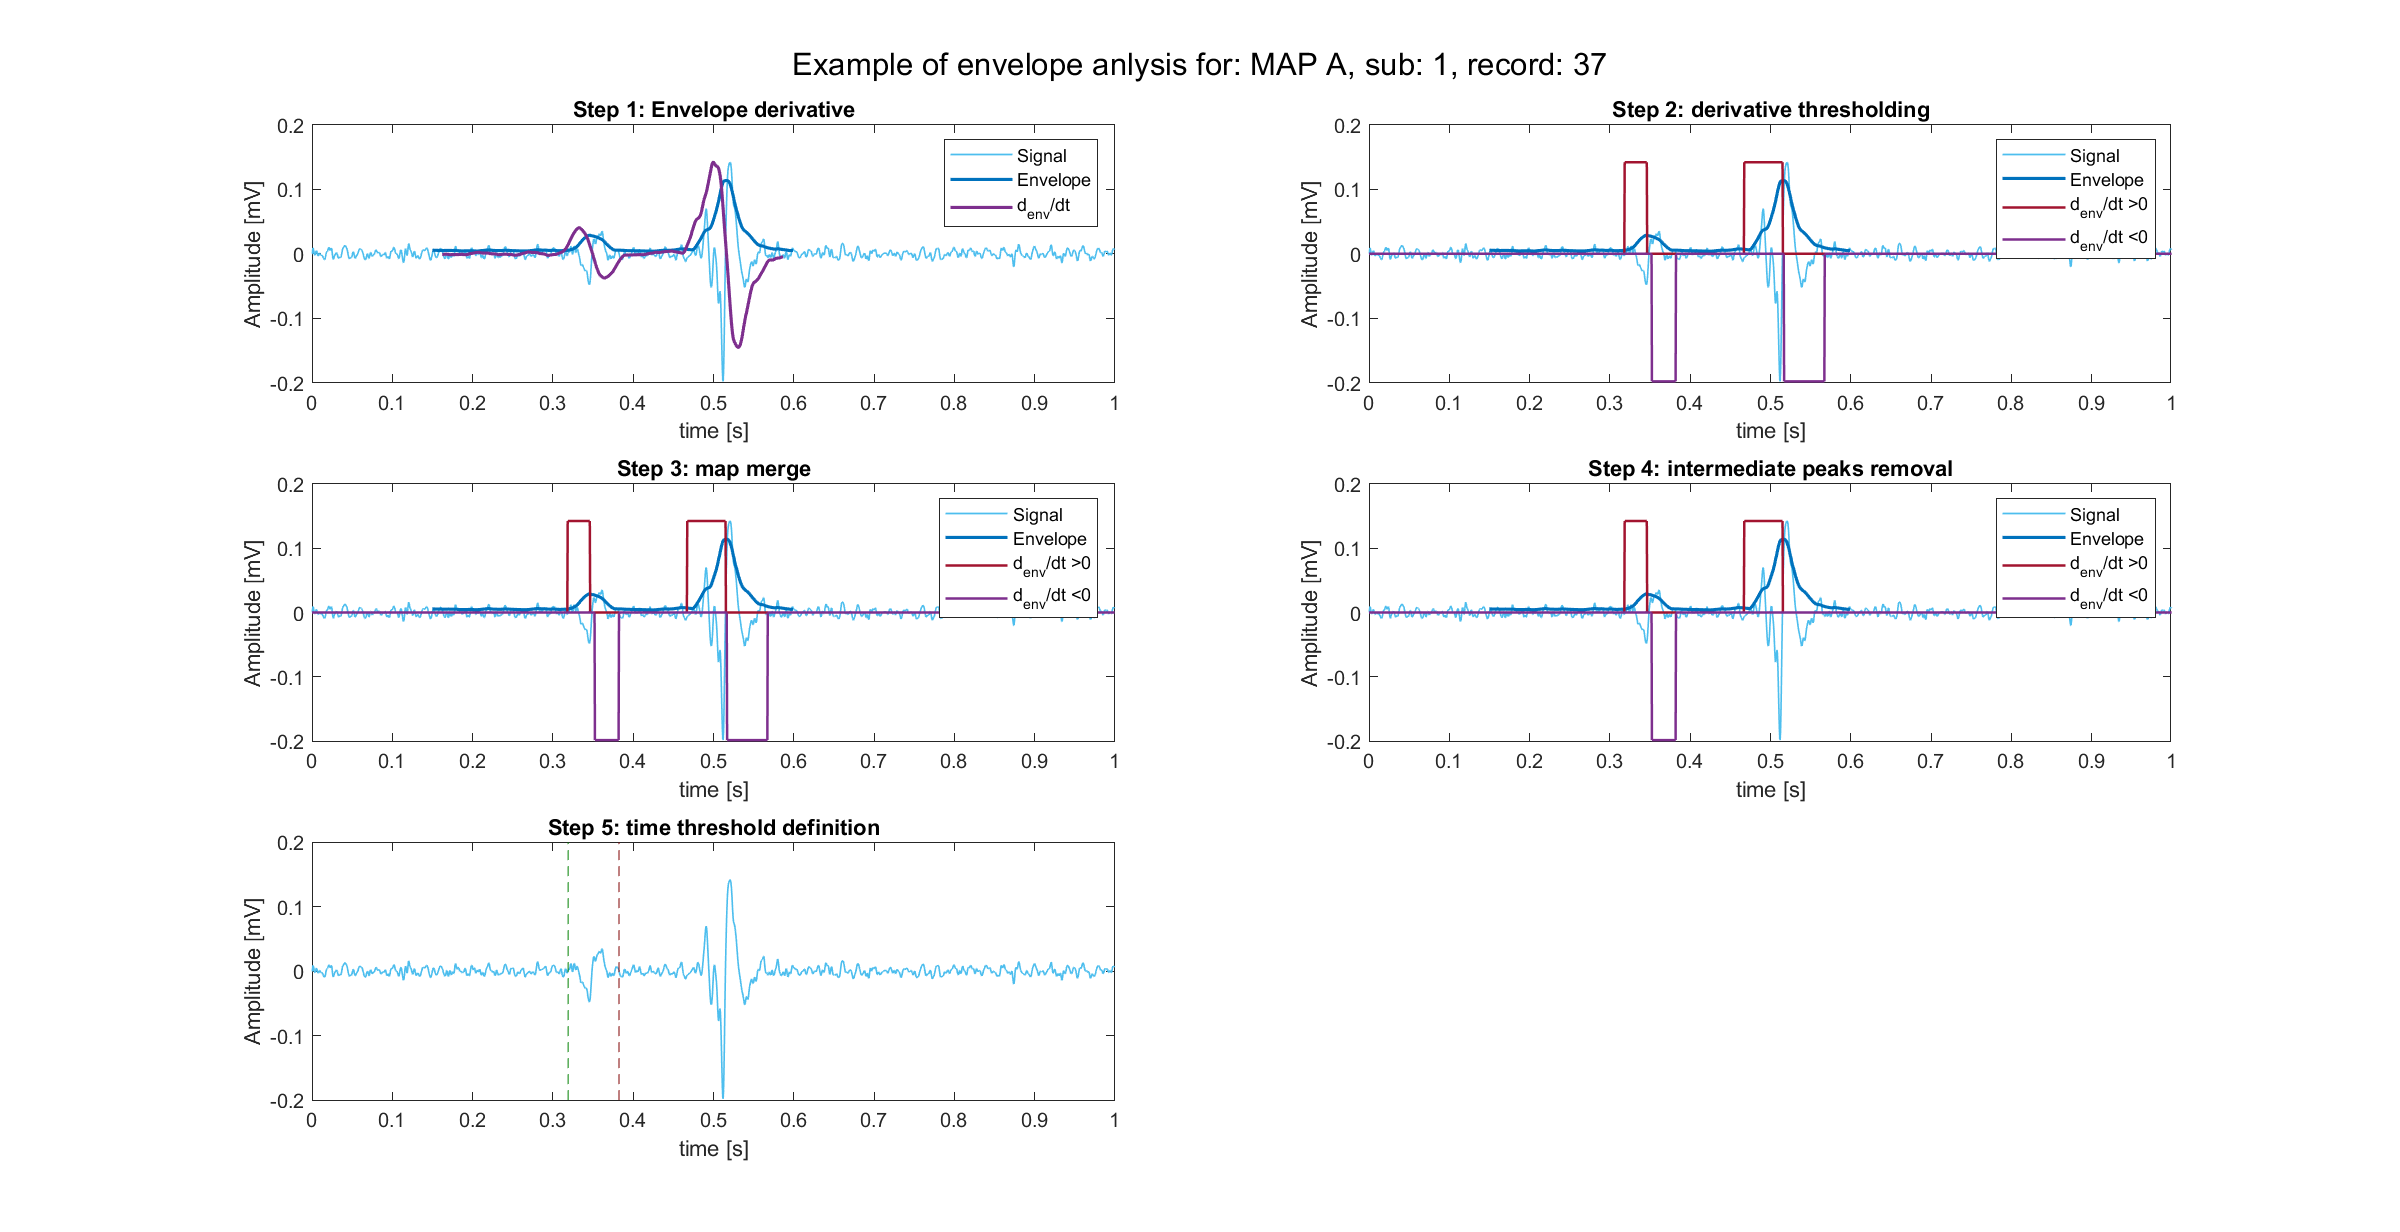 Example of envelope anlysis for: MAP A, sub: 1, record: 37
Step 1: Envelope derivative
0.2
0.1
0
-0.1
-0.2
Amplitude [mV]
Signal
Envelope
d_env/dt
0 0.1 0.2 0.3 0.4 0.5 0.6 0.7 0.8 0.9 1
time [s]
Step 2: derivative thresholding
0.2
0.1
0
-0.1
-0.2
Amplitude [mV]
Signal
Envelope
d_env/dt >0
d_env/dt <0
0 0.1 0.2 0.3 0.4 0.5 0.6 0.7 0.8 0.9 1
time [s]
Step 3: map merge
0.2
0.1
0
-0.1
-0.2
Amplitude [mV]
Signal
Envelope
d_env/dt >0
d_env/dt <0
0 0.1 0.2 0.3 0.4 0.5 0.6 0.7 0.8 0.9 1
time [s]
Step 4: intermediate peaks removal
0.2
0.1
0
-0.1
-0.2
Amplitude [mV]
Signal
Envelope
d_env/dt >0
d_env/dt <0
0 0.1 0.2 0.3 0.4 0.5 0.6 0.7 0.8 0.9 1
time [s]
Step 5: time threshold definition
0.2
0.1
0
-0.1
-0.2
Amplitude [mV]
0 0.1 0.2 0.3 0.4 0.5 0.6 0.7 0.8 0.9 1
time [s]